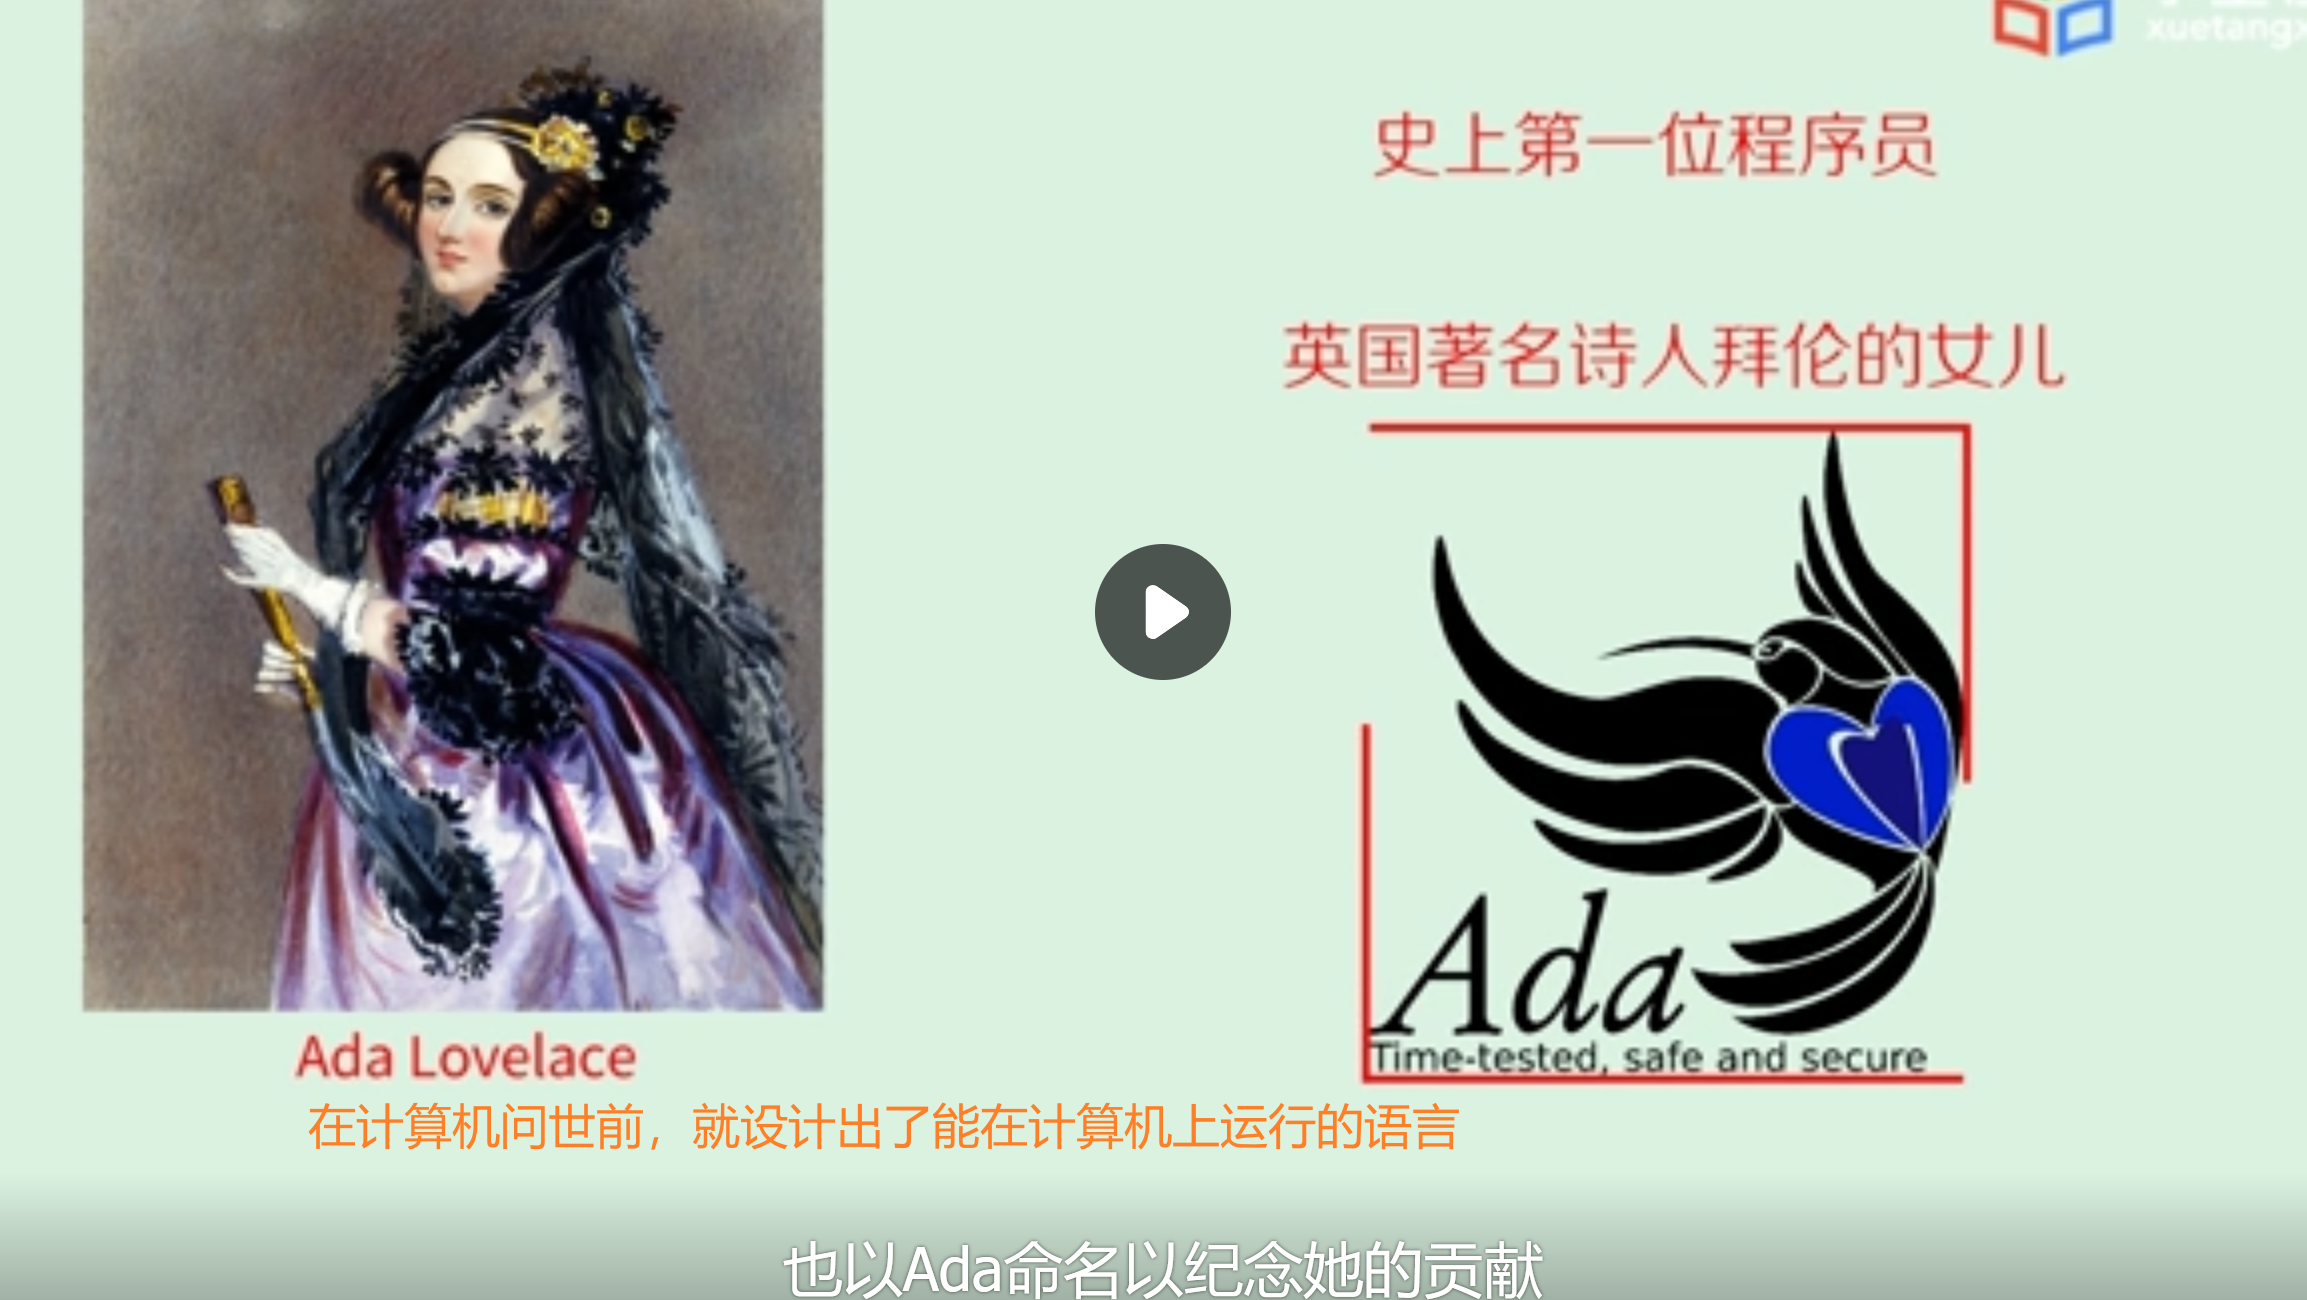 史上第一位程序员
英国著名诗人拜伦的女儿
Ada
Time-tested, safe and secure
Ada Lovelace
在计算机问世前，就设计出了能在计算机上运行的语言
也以Ada命名以纪念她的贡献